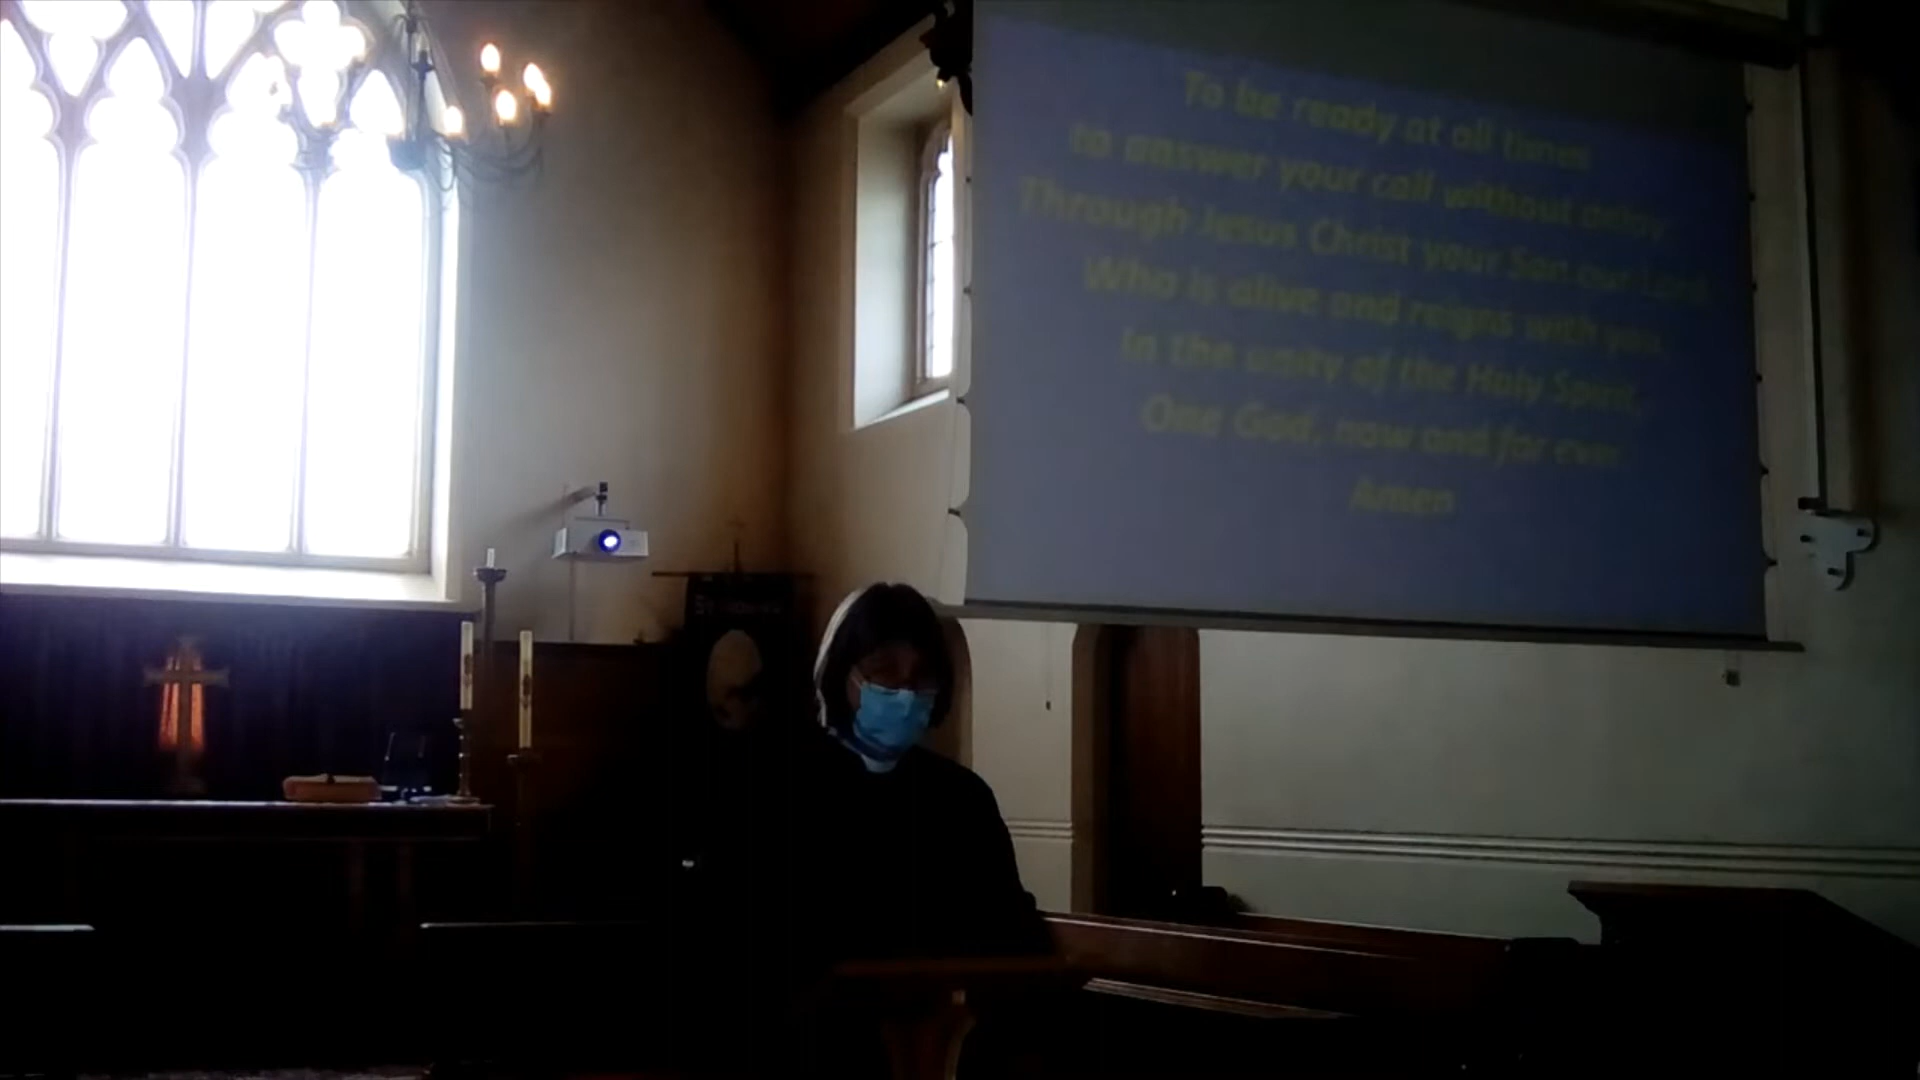 To be ready at all times
to answer your call without delay
Through Jesus Christ your Son our Lord
Who is alive and reigns with you,
in the unity of the Holy Spirit,
One God, now and for ever.
Amen